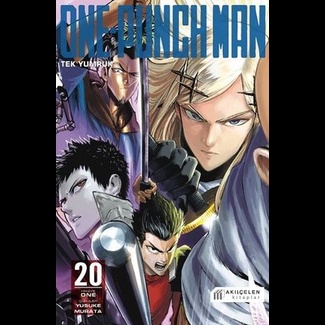 ONE-PUNCH MAN
TEK YUMRUK
20
ONE
YUSUKE
MURATA
AKILÇELEN
kitaplar